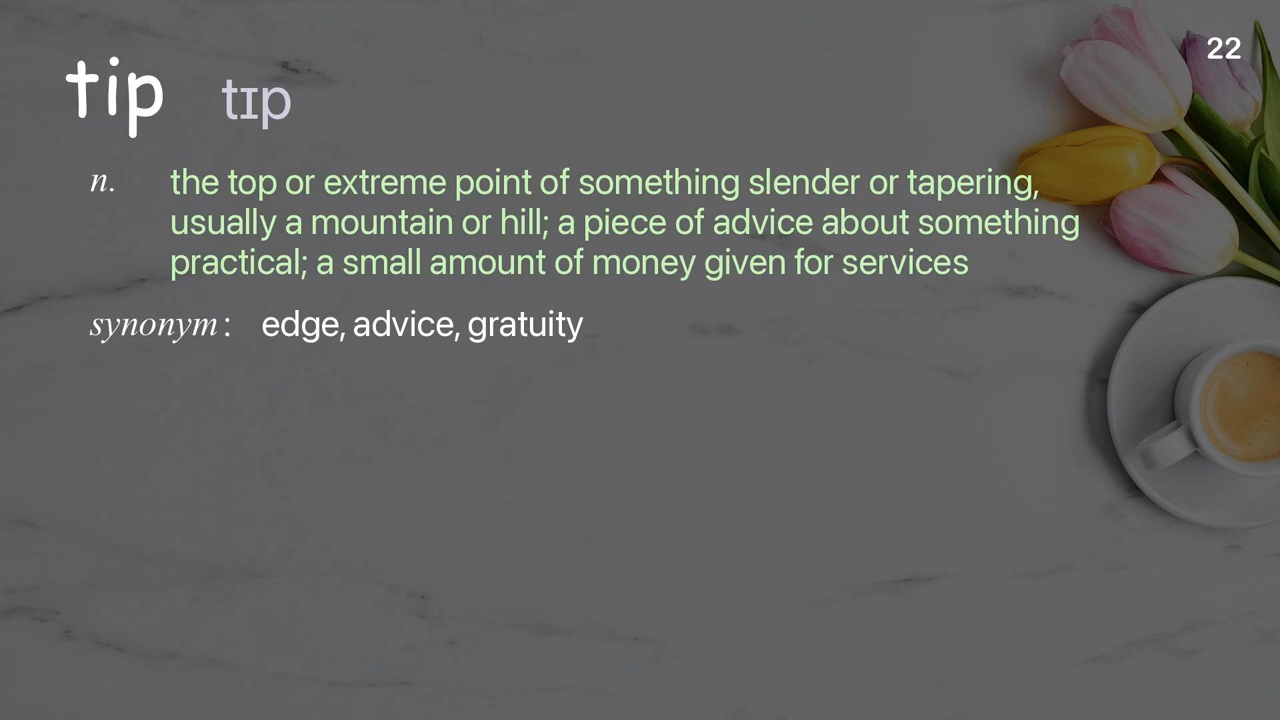 22
tip tɪp
n. the top or extreme point of something slender or tapering,
usually a mountain or hill; a piece of advice about something
practical; a small amount of money given for services
synonym: edge, advice, gratuity